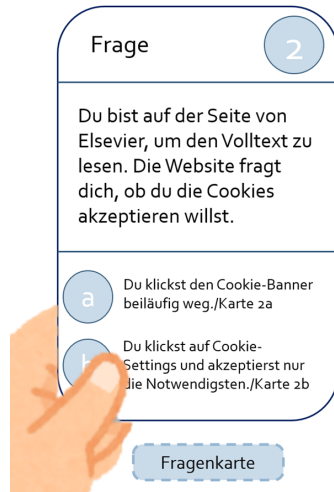 Frage
2
Du bist auf der Seite von
Elsevier, um den Volltext zu
lesen. Die Website fragt
dich, ob du die Cookies
akzeptieren willst.
a
Du klickst den Cookie-Banner
beiläufig weg./Karte 2a
b
Du klickst auf Cookie-
Settings und akzeptierst nur
die Notwendigsten./Karte 2b
Fragenkarte